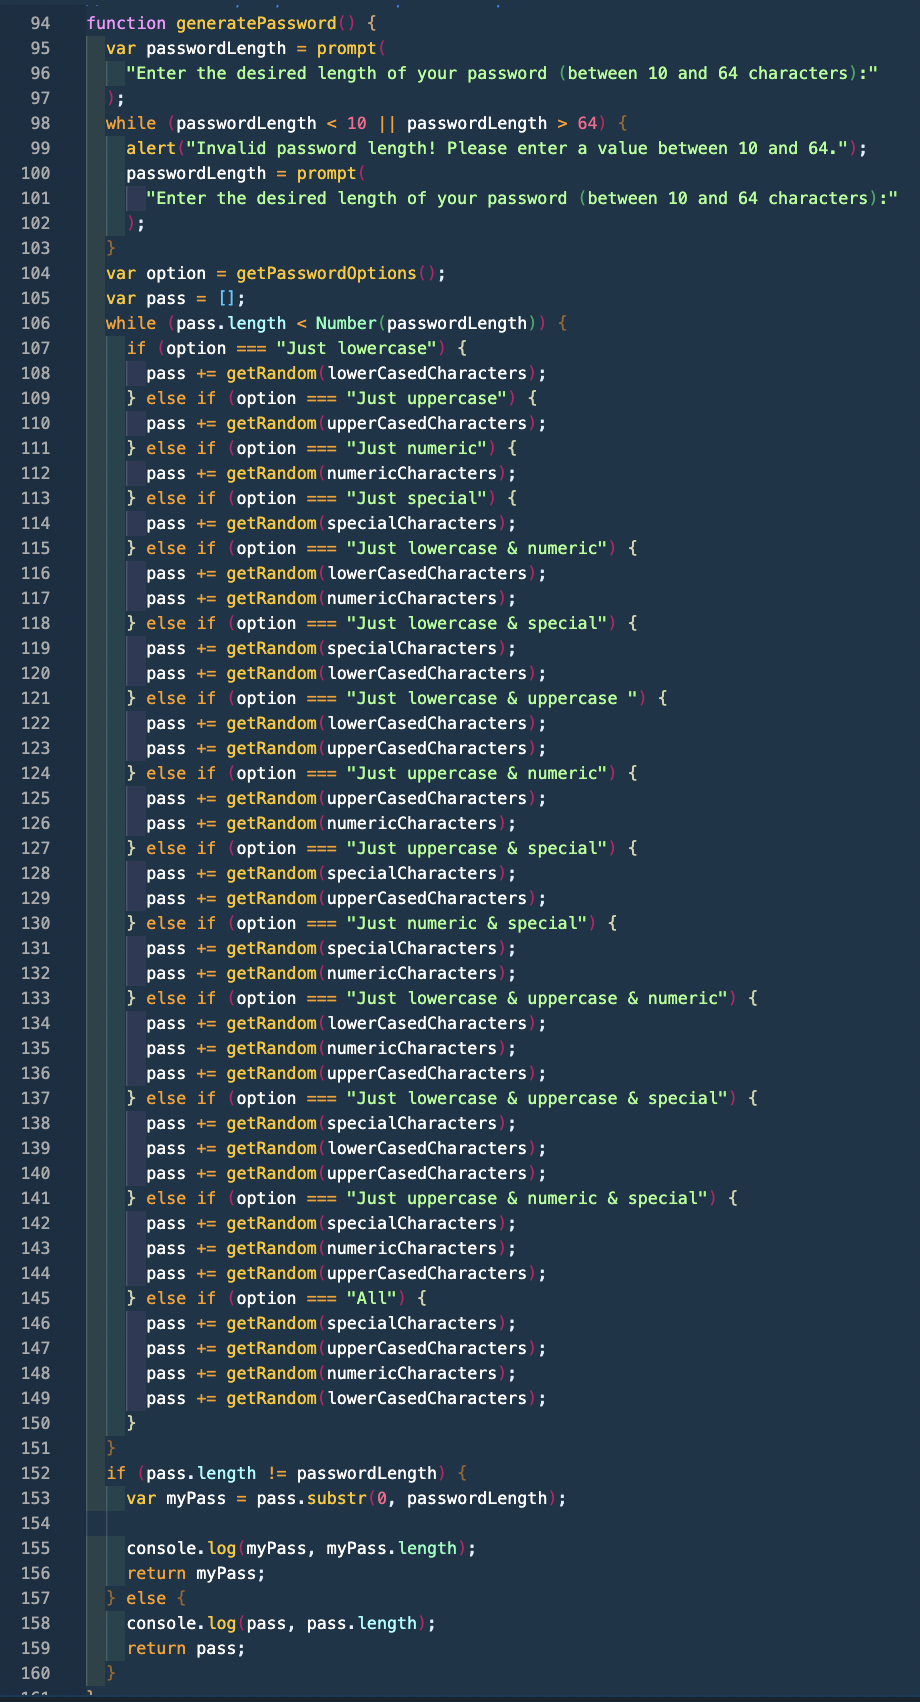 94 function generatePassword() {
95 var passwordLength = prompt(
96 "Enter the desired length of your password (between 10 and 64 characters):"
97 );
98 while (passwordLength < 10 || passwordLength > 64) {
99 alert("Invalid password length! Please enter a value between 10 and 64.");
100 passwordLength = prompt(
101 "Enter the desired length of your password (between 10 and 64 characters):"
102 );
103 }
104 var option = getPasswordOptions();
105 var pass = [];
106 while (pass.length < Number(passwordLength)) {
107 if (option === "Just lowercase") {
108 pass += getRandom(lowerCasedCharacters);
109 } else if (option === "Just uppercase") {
110 pass += getRandom(upperCasedCharacters);
111 } else if (option === "Just numeric") {
112 pass += getRandom(numericCharacters);
113 } else if (option === "Just special") {
114 pass += getRandom(specialCharacters);
115 } else if (option === "Just lowercase & numeric") {
116 pass += getRandom(lowerCasedCharacters);
117 pass += getRandom(numericCharacters);
118 } else if (option === "Just lowercase & special") {
119 pass += getRandom(specialCharacters);
120 pass += getRandom(lowerCasedCharacters);
121 } else if (option === "Just lowercase & uppercase ") {
122 pass += getRandom(lowerCasedCharacters);
123 pass += getRandom(upperCasedCharacters);
124 } else if (option === "Just uppercase & numeric") {
125 pass += getRandom(upperCasedCharacters);
126 pass += getRandom(numericCharacters);
127 } else if (option === "Just uppercase & special") {
128 pass += getRandom(specialCharacters);
129 pass += getRandom(upperCasedCharacters);
130 } else if (option === "Just numeric & special") {
131 pass += getRandom(specialCharacters);
132 pass += getRandom(numericCharacters);
133 } else if (option === "Just lowercase & uppercase & numeric") {
134 pass += getRandom(lowerCasedCharacters);
135 pass += getRandom(numericCharacters);
136 pass += getRandom(upperCasedCharacters);
137 } else if (option === "Just lowercase & uppercase & special") {
138 pass += getRandom(specialCharacters);
139 pass += getRandom(lowerCasedCharacters);
140 pass += getRandom(upperCasedCharacters);
141 } else if (option === "Just uppercase & numeric & special") {
142 pass += getRandom(specialCharacters);
143 pass += getRandom(numericCharacters);
144 pass += getRandom(upperCasedCharacters);
145 } else if (option === "All") {
146 pass += getRandom(specialCharacters);
147 pass += getRandom(upperCasedCharacters);
148 pass += getRandom(numericCharacters);
149 pass += getRandom(lowerCasedCharacters);
150 }
151 }
152 if (pass.length != passwordLength) {
153 var myPass = pass.substr(0, passwordLength);
154
155 console.log(myPass, myPass.length);
156 return myPass;
157 } else {
158 console.log(pass, pass.length);
159 return pass;
160 }